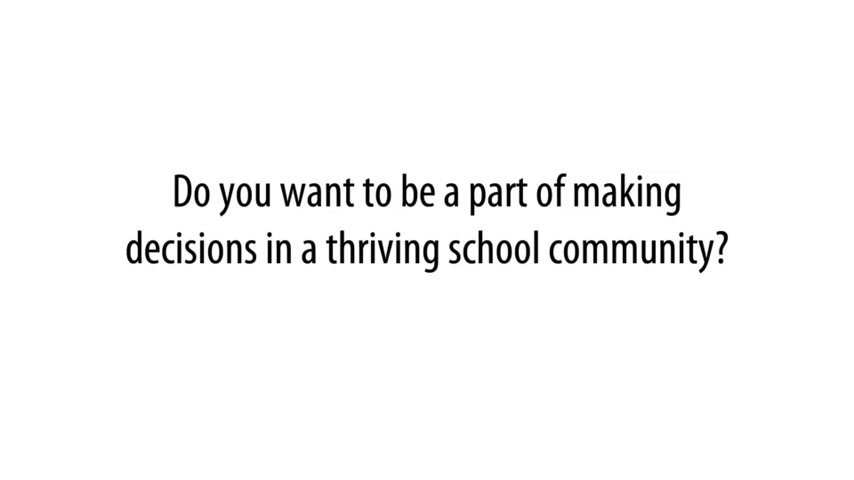 Do you want to be a part of making
decisions in a thriving school community?